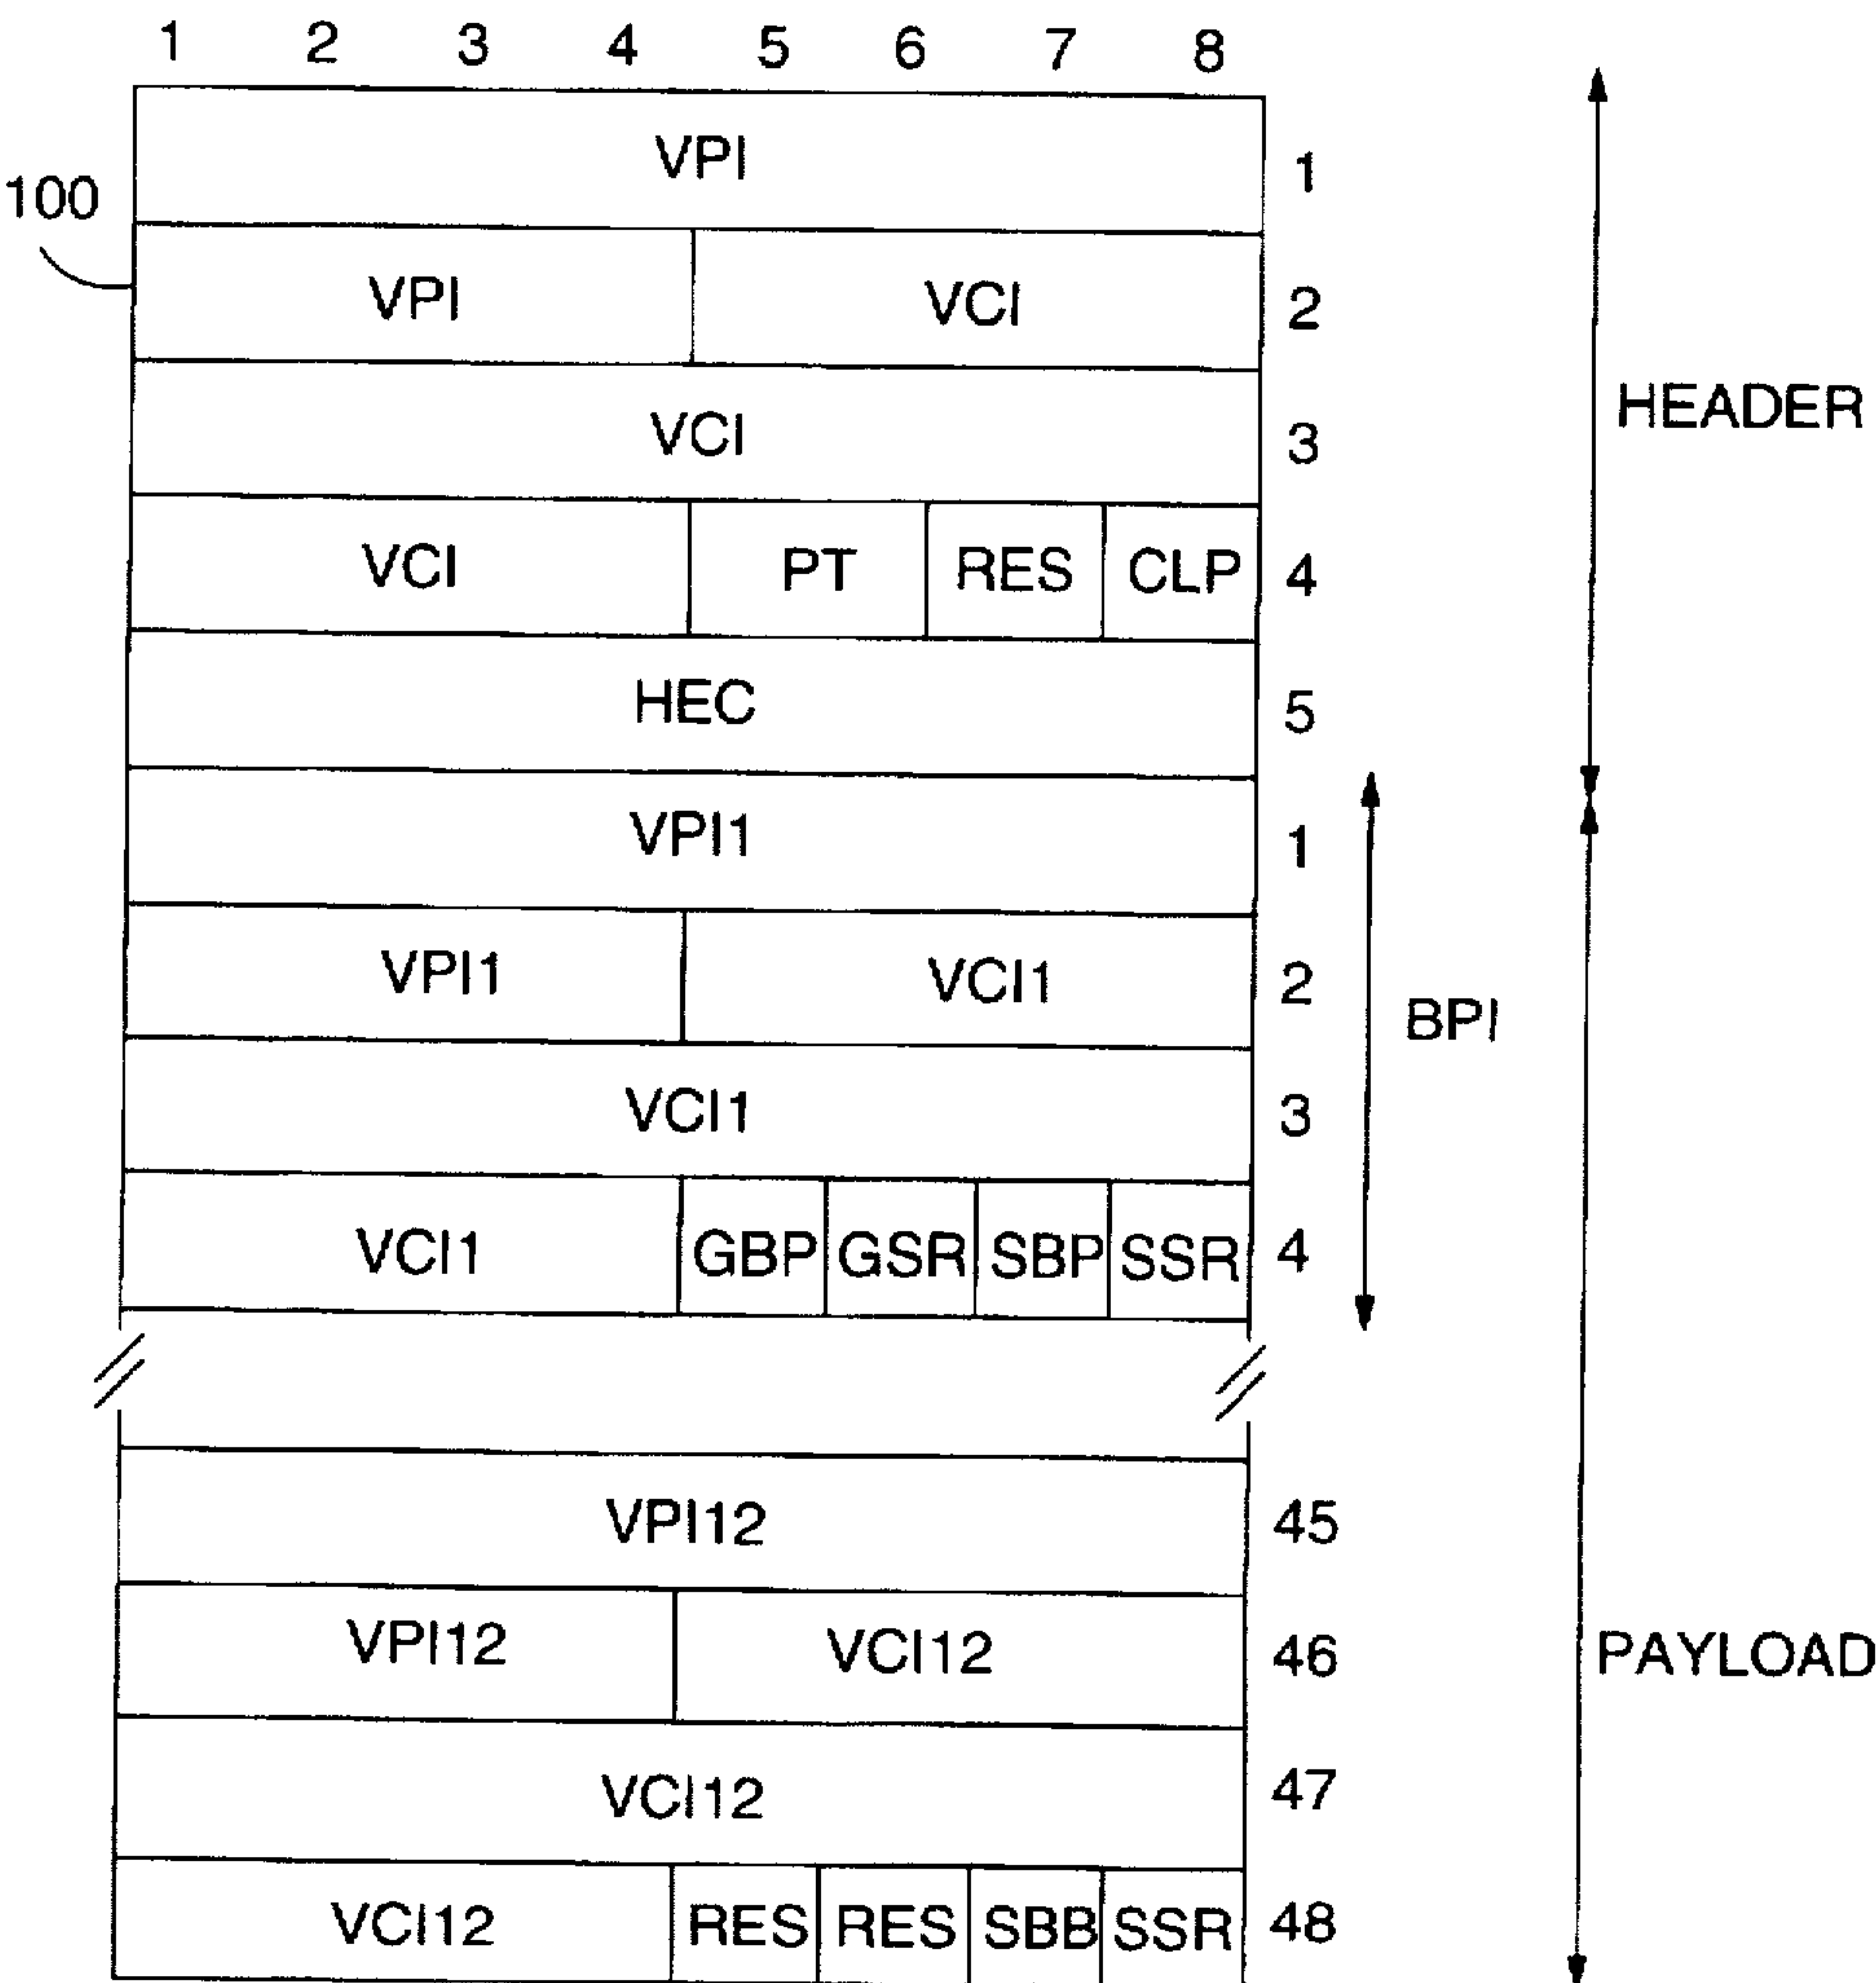 1 2 3 4 5 6 7 8
VPI 1
100
VPI VCI 2
HEADER
VCI 3
VCI PT RES CLP 4
HEC 5
VPI1 1
VPI1 VCI1 2
BPI
VCI1 3
VCI1 GBP GSR SBP SSR 4
VPI12 45
VPI12 VCI12 46
PAYLOAD
VCI12 47
VCI12 RES RES SBB SSR 48